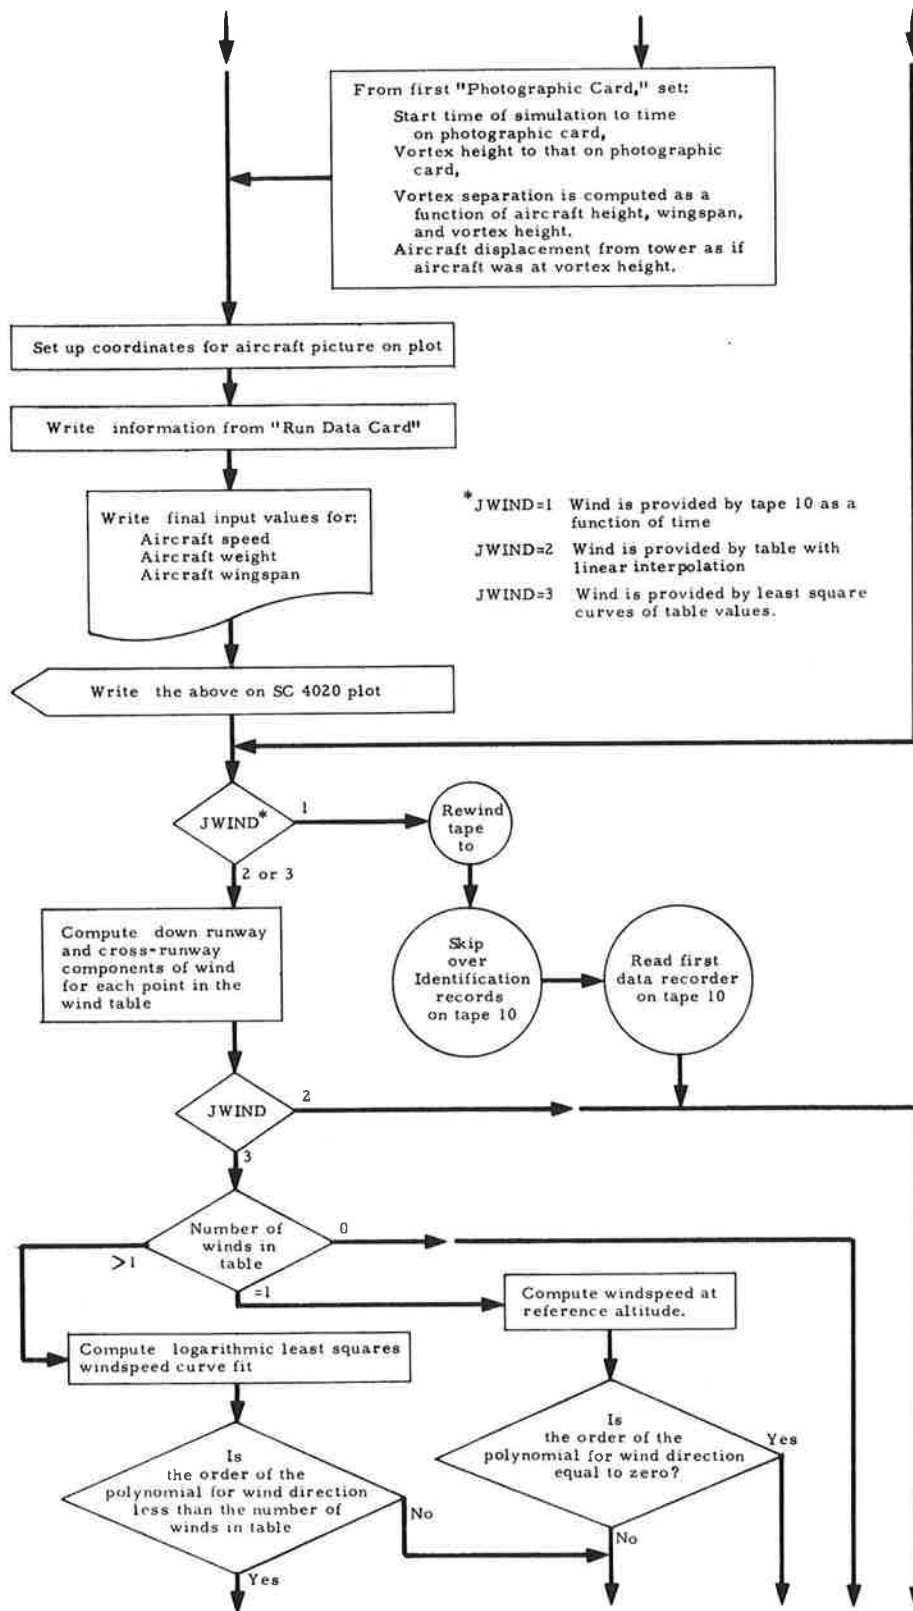 From first "Photographic Card," set:
Start time of simulation to time
on photographic card,
Vortex height to that on photographic
card,
Vortex separation is computed as a
function of aircraft height, wingspan,
and vortex height.
Aircraft displacement from tower as if
aircraft was at vortex height.
Set up coordinates for aircraft picture on plot
Write information from "Run Data Card"
Write final input values for:
Aircraft speed
Aircraft weight
Aircraft wingspan
*JWIND=1 Wind is provided by tape 10 as a
function of time
JWIND=2 Wind is provided by table with
linear interpolation
JWIND=3 Wind is provided by least square
curves of table values.
Write the above on SC 4020 plot
JWIND*
1
Rewind
tape
to
2 or 3
Compute down runway
and cross-runway
components of wind
for each point in the
wind table
Skip
over
Identification
records
on tape 10
Read first
data recorder
on tape 10
JWIND
2
3
Number of
winds in
table
0
>1
=1
Compute windspeed at
reference altitude.
Compute logarithmic least squares
windspeed curve fit
Is
the order of the
polynomial for wind direction
equal to zero?
Yes
No
Is
the order of the
polynomial for wind direction
less than the number of
winds in table
No
Yes